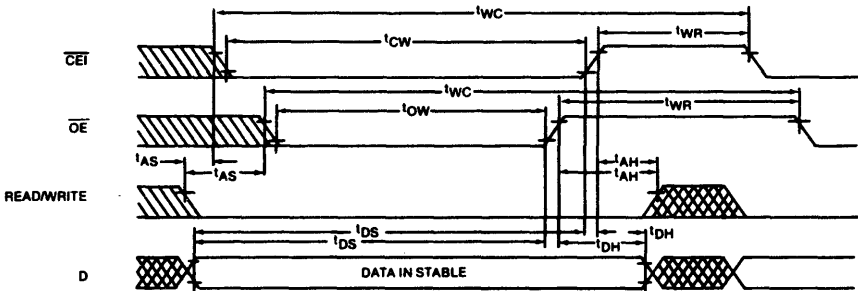 tWC
tCW
tWR
CEI
tWC
tOW
tWR
OE
tAS
tAS
tAH
tAH
READ/WRITE
tDS
tDS
tDH
tDH
D
DATA IN STABLE